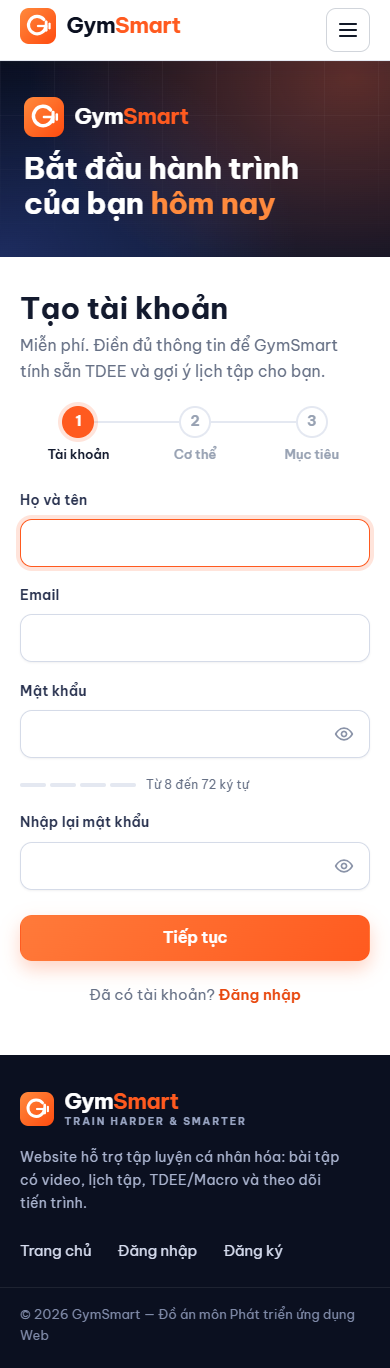 GymSmart
GymSmart
Bắt đầu hành trình
của bạn hôm nay
Tạo tài khoản
Miễn phí. Điền đủ thông tin để GymSmart
tính sẵn TDEE và gợi ý lịch tập cho bạn.
1
2
3
Tài khoản
Cơ thể
Mục tiêu
Họ và tên
Email
Mật khẩu
Từ 8 đến 72 ký tự
Nhập lại mật khẩu
Tiếp tục
Đã có tài khoản? Đăng nhập
GymSmart
TRAIN HARDER & SMARTER
Website hỗ trợ tập luyện cá nhân hóa: bài tập
có video, lịch tập, TDEE/Macro và theo dõi
tiến trình.
Trang chủ
Đăng nhập
Đăng ký
© 2026 GymSmart — Đồ án môn Phát triển ứng dụng
Web